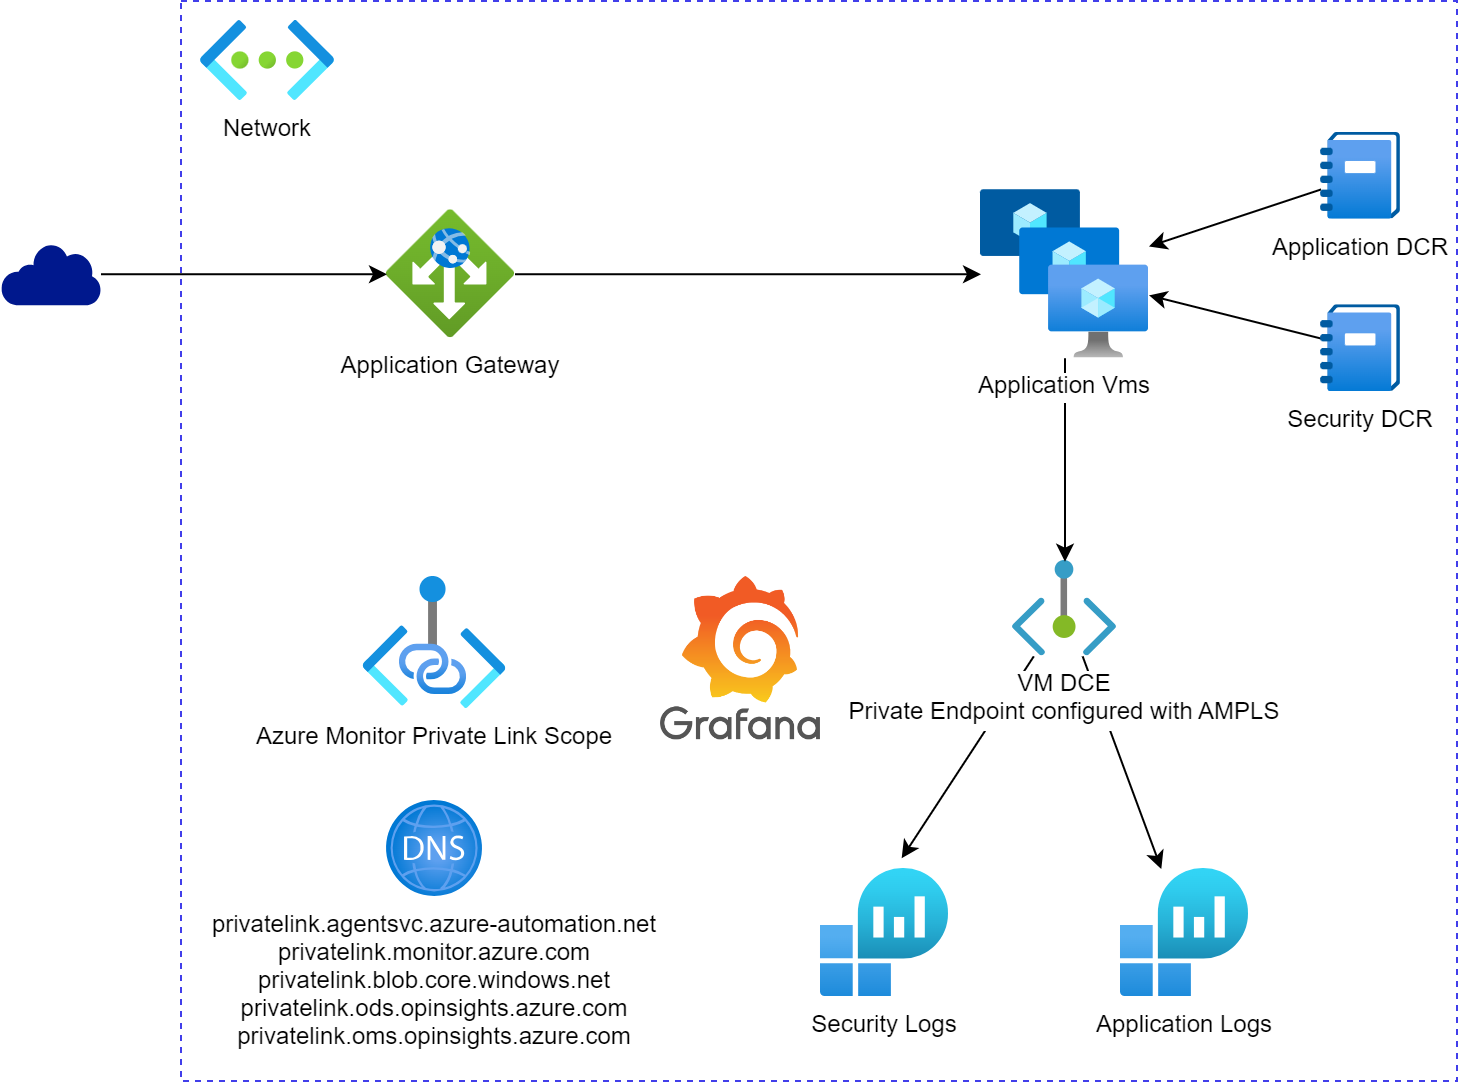 Network
Application DCR
Application Gateway
Application Vms
Security DCR
VM DCE
Private Endpoint configured with AMPLS
Azure Monitor Private Link Scope
Grafana
DNS
privatelink.agentsvc.azure-automation.net
privatelink.monitor.azure.com
privatelink.blob.core.windows.net
privatelink.ods.opinsights.azure.com
privatelink.oms.opinsights.azure.com
Security Logs
Application Logs